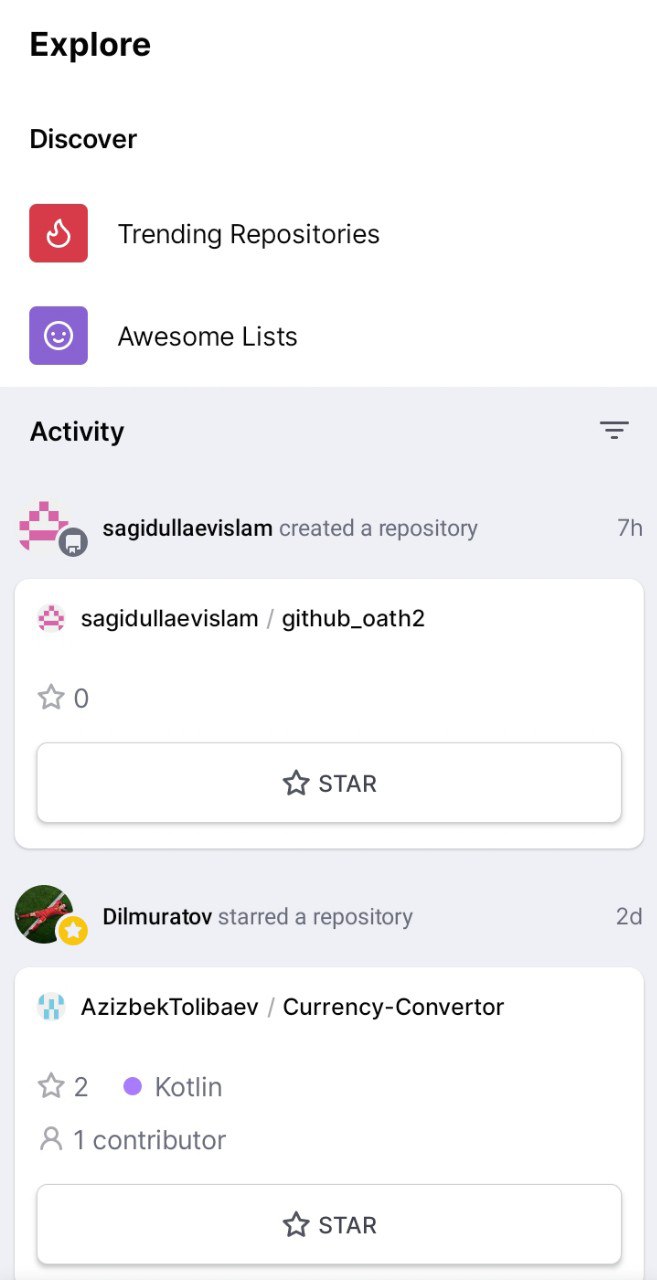 Explore
Discover
Trending Repositories
Awesome Lists
Activity
sagidullaevislam created a repository 7h
sagidullaevislam / github_oath2
0
STAR
Dilmuratov starred a repository 2d
AzizbekTolibaev / Currency-Convertor
2 Kotlin
1 contributor
STAR